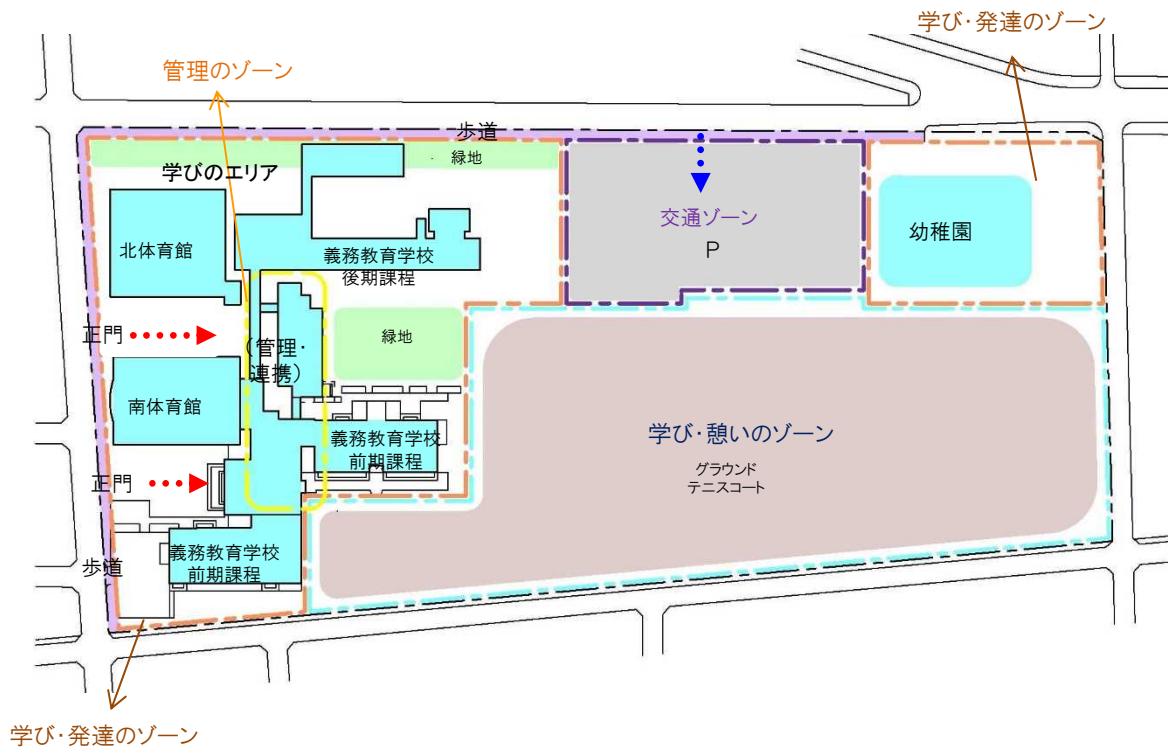 学び・発達のゾーン
管理のゾーン
歩道
緑地
学びのエリア
交通ゾーン
P
幼稚園
北体育館
義務教育学校
後期課程
正門
(管理・
連携)
緑地
南体育館
義務教育学校
前期課程
学び・憩いのゾーン
グラウンド
テニスコート
正門
義務教育学校
前期課程
歩道
学び・発達のゾーン